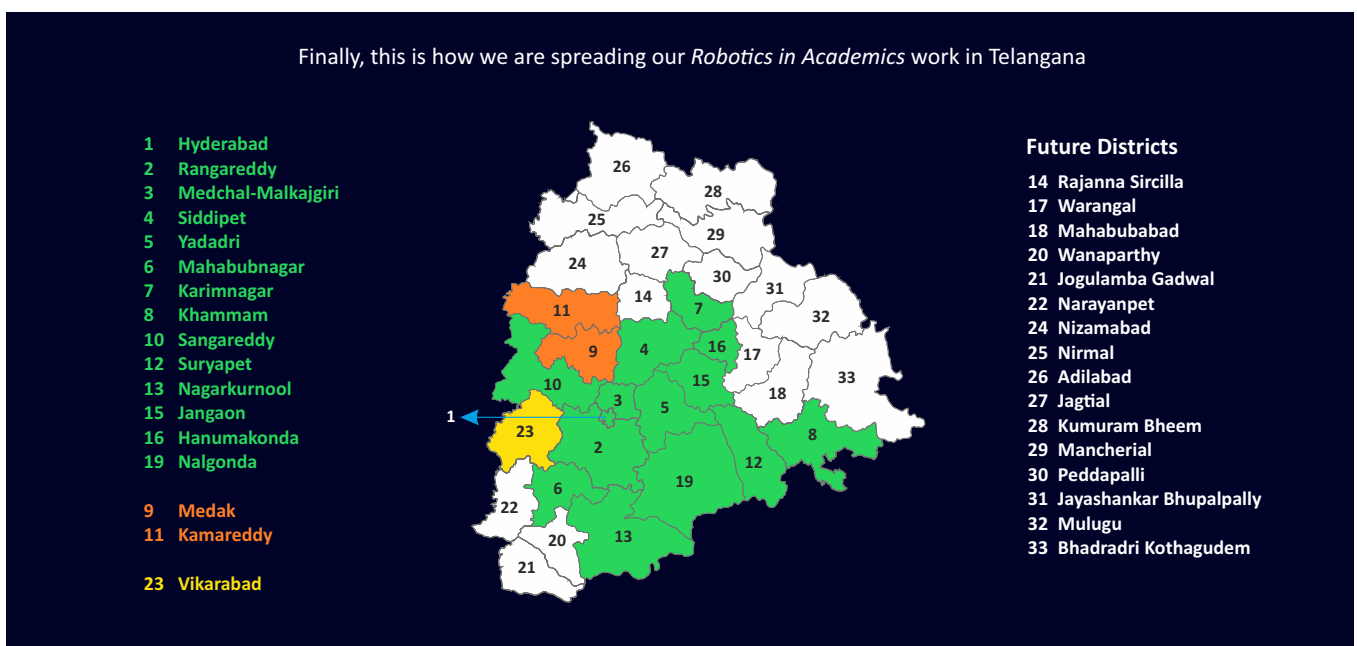 Finally, this is how we are spreading our Robotics in Academics work in Telangana
1 Hyderabad
2 Rangareddy
3 Medchal-Malkajgiri
4 Siddipet
5 Yadadri
6 Mahabubnagar
7 Karimnagar
8 Khammam
10 Sangareddy
12 Suryapet
13 Nagarkurnool
15 Jangaon
16 Hanumakonda
19 Nalgonda
9 Medak
11 Kamareddy
23 Vikarabad
26
28
25
29
27
24
30
31
14
11
7
32
16
9
4
17
33
15
10
18
3
5
1
23
8
2
12
6
19
22
13
20
21
Future Districts
14 Rajanna Sircilla
17 Warangal
18 Mahabubabad
20 Wanaparthy
21 Jogulamba Gadwal
22 Narayanpet
24 Nizamabad
25 Nirmal
26 Adilabad
27 Jagtial
28 Kumuram Bheem
29 Mancherial
30 Peddapalli
31 Jayashankar Bhupalpally
32 Mulugu
33 Bhadradri Kothagudem